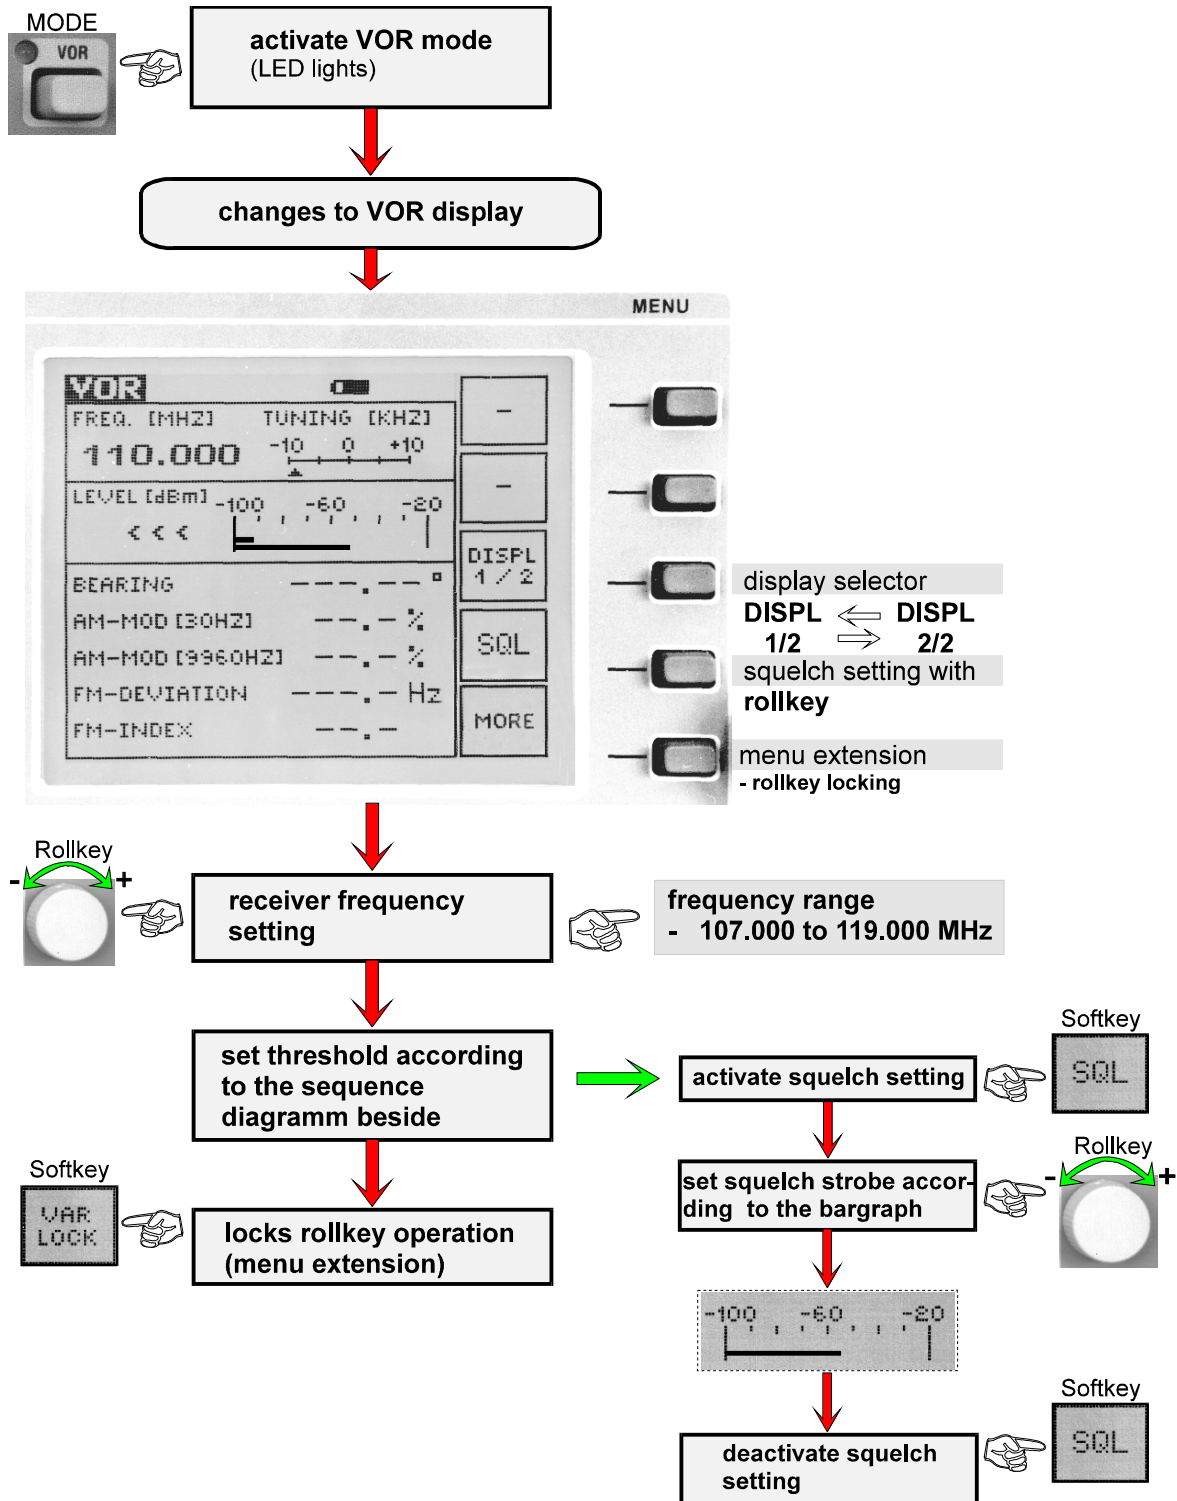 MODE
VOR
activate VOR mode
(LED lights)
changes to VOR display
MENU
VOR
FREQ. [MHZ] TUNING [KHZ]
110.000
-10 0 +10
LEVEL [dBm]
-100 -60 -20
< < <
BEARING ---.-- °
AM-MOD [30HZ] --.- %
AM-MOD [9960HZ] --.- %
FM-DEVIATION ---.- Hz
FM-INDEX --.-
-
-
DISPL
1 / 2
SQL
MORE
display selector
DISPL DISPL
1/2 2/2
squelch setting with
rollkey
menu extension
- rollkey locking
Rollkey
- +
receiver frequency
setting
frequency range
- 107.000 to 119.000 MHz
set threshold according
to the sequence
diagramm beside
Softkey
VAR
LOCK
locks rollkey operation
(menu extension)
activate squelch setting
Softkey
SQL
set squelch strobe accor-
ding to the bargraph
Rollkey
- +
-100 -60 -20
deactivate squelch
setting
Softkey
SQL